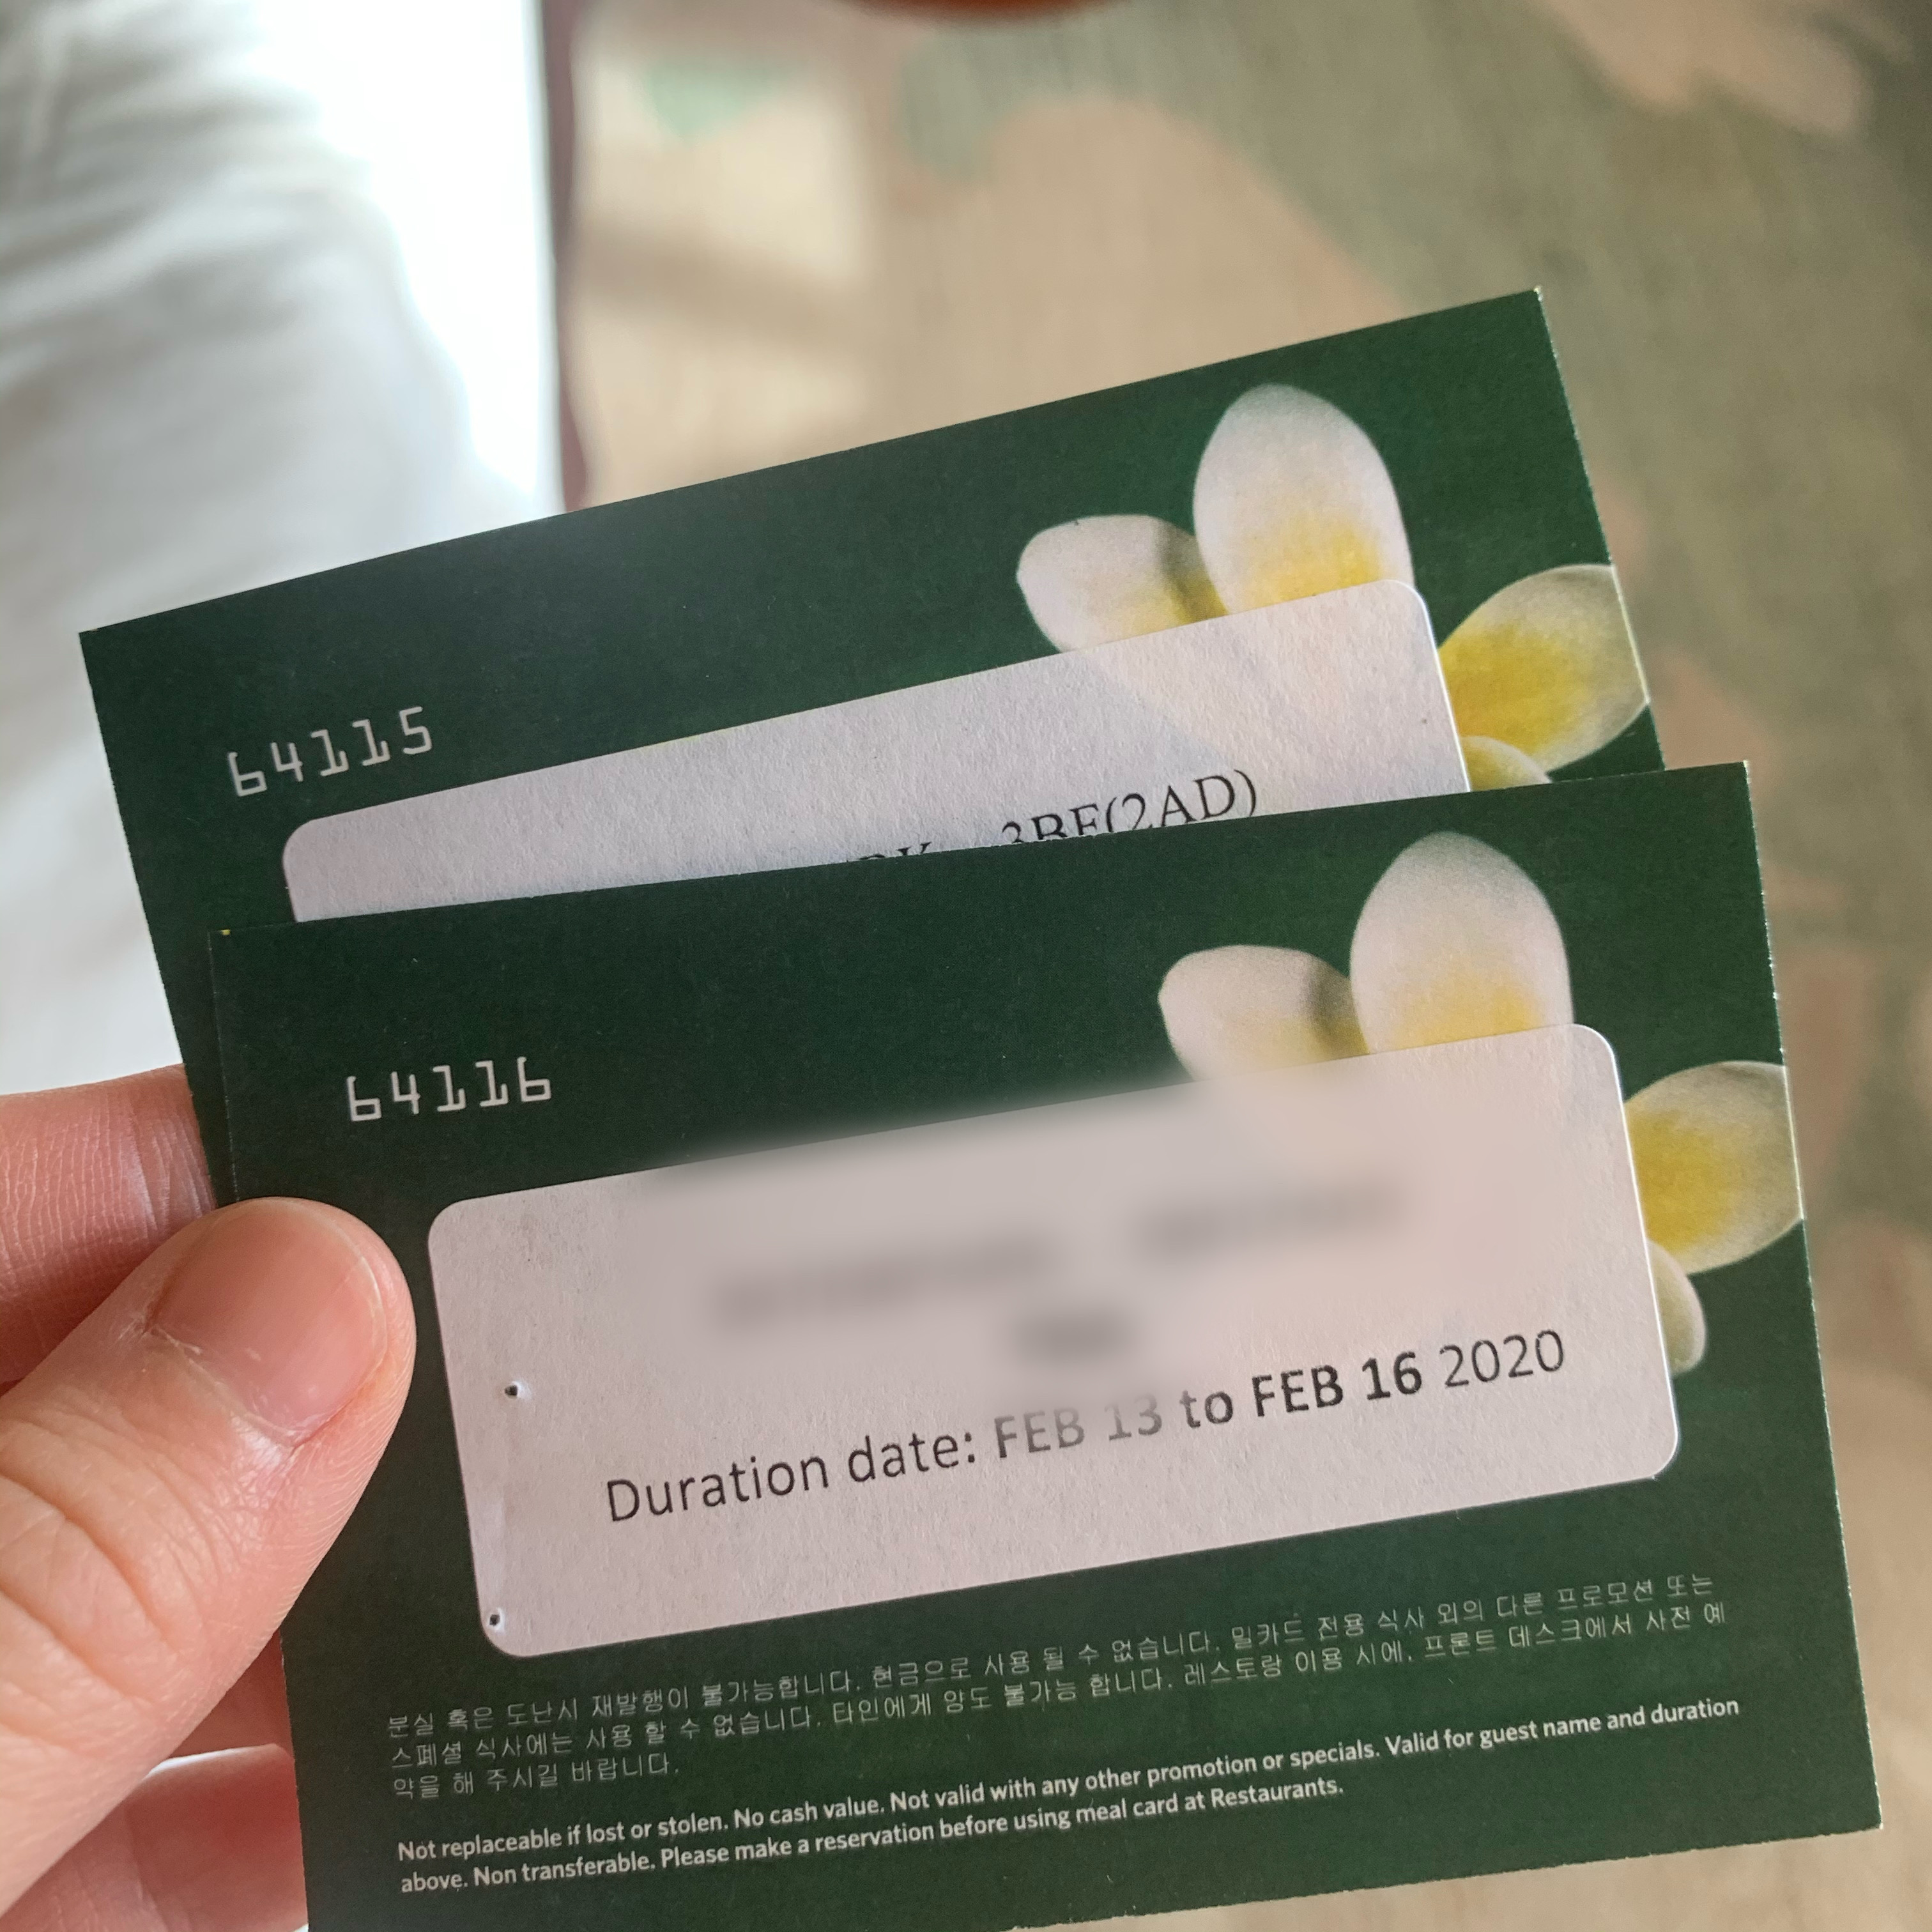 64115
3BF(2AD)
64116
Duration date: FEB 13 to FEB 16 2020
분실 혹은 도난시 재발행이 불가능합니다. 현금으로 사용 될 수 없습니다. 밀카드 전용 식사 외의 다른 프로모션 또는
스페셜 식사에는 사용 할 수 없습니다. 타인에게 양도 불가능 합니다. 레스토랑 이용 시에, 프론트 데스크에서 사전 예
약을 해 주시길 바랍니다.
Not replaceable if lost or stolen. No cash value. Not valid with any other promotion or specials. Valid for guest name and duration
above. Non transferable. Please make a reservation before using meal card at Restaurants.